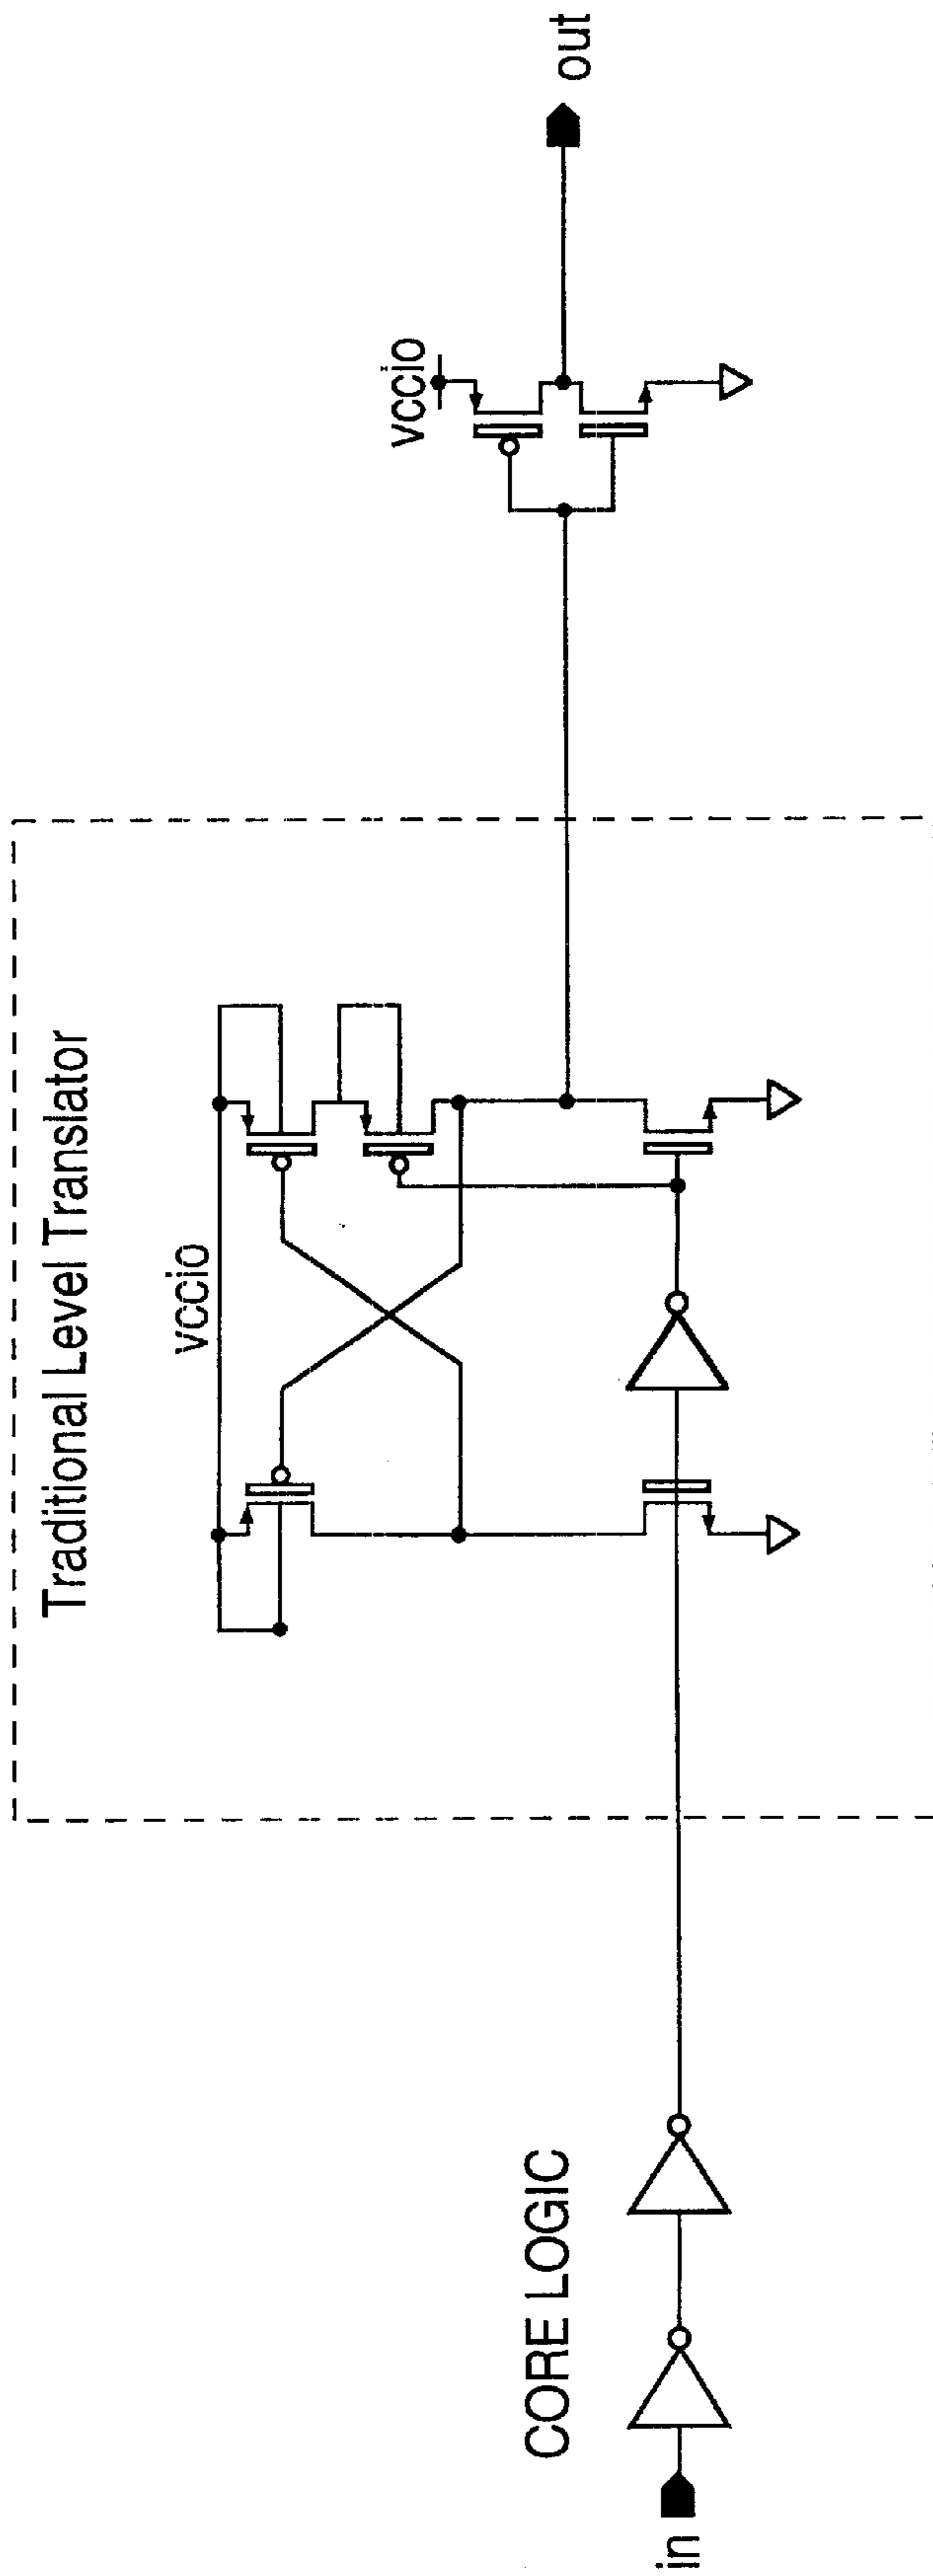 Traditional Level Translator
vccio
vccio
out
CORE LOGIC
in